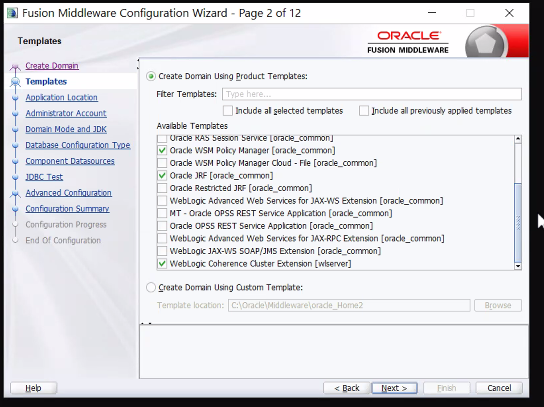 Fusion Middleware Configuration Wizard - Page 2 of 12
Templates
ORACLE
FUSION MIDDLEWARE
Create Domain
Templates
Application Location
Administrator Account
Domain Mode and JDK
Database Configuration Type
Component Datasources
JDBC Test
Advanced Configuration
Configuration Summary
Configuration Progress
End Of Configuration
Create Domain Using Product Templates:
Filter Templates: Type here...
Include all selected templates Include all previously applied templates
Available Templates
Oracle RAS Session Service [oracle_common]
Oracle WSM Policy Manager [oracle_common]
Oracle WSM Policy Manager Cloud - File [oracle_common]
Oracle JRF [oracle_common]
Oracle Restricted JRF [oracle_common]
WebLogic Advanced Web Services for JAX-WS Extension [oracle_common]
MT - Oracle OPSS REST Service Application [oracle_common]
Oracle OPSS REST Service Application [oracle_common]
WebLogic Advanced Web Services for JAX-RPC Extension [oracle_common]
WebLogic JAX-WS SOAP/JMS Extension [oracle_common]
WebLogic Coherence Cluster Extension [wlserver]
Create Domain Using Custom Template:
Template location: C:\Oracle\Middleware\oracle_Home2 Browse
Help < Back Next > Finish Cancel